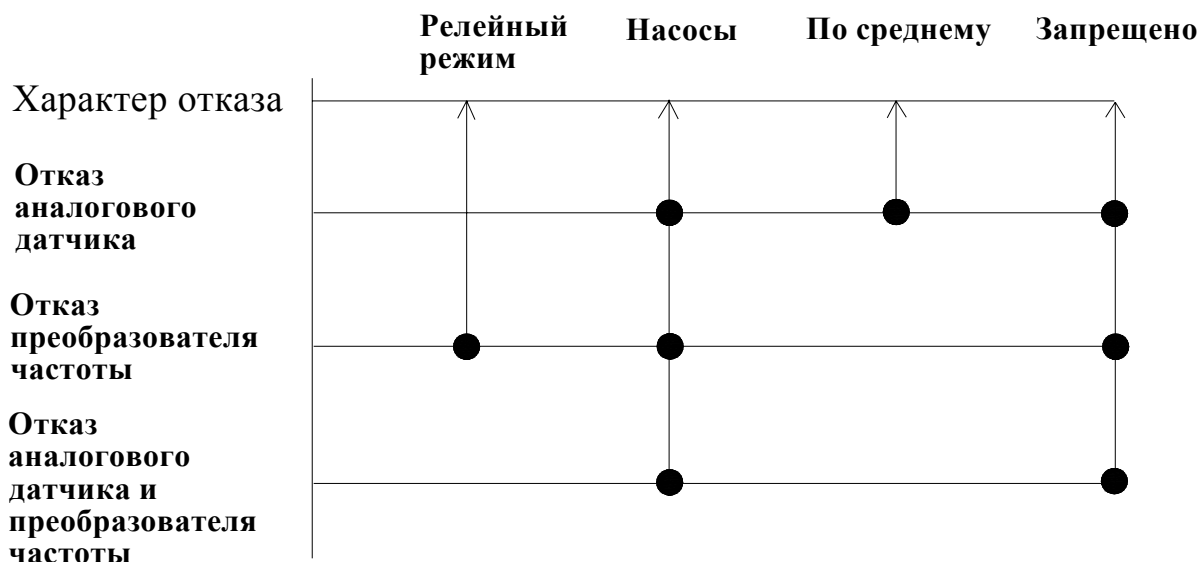 Релейный
режим
Насосы
По среднему
Запрещено
Характер отказа
Отказ
аналогового
датчика
Отказ
преобразователя
частоты
Отказ
аналогового
датчика и
преобразователя
частоты